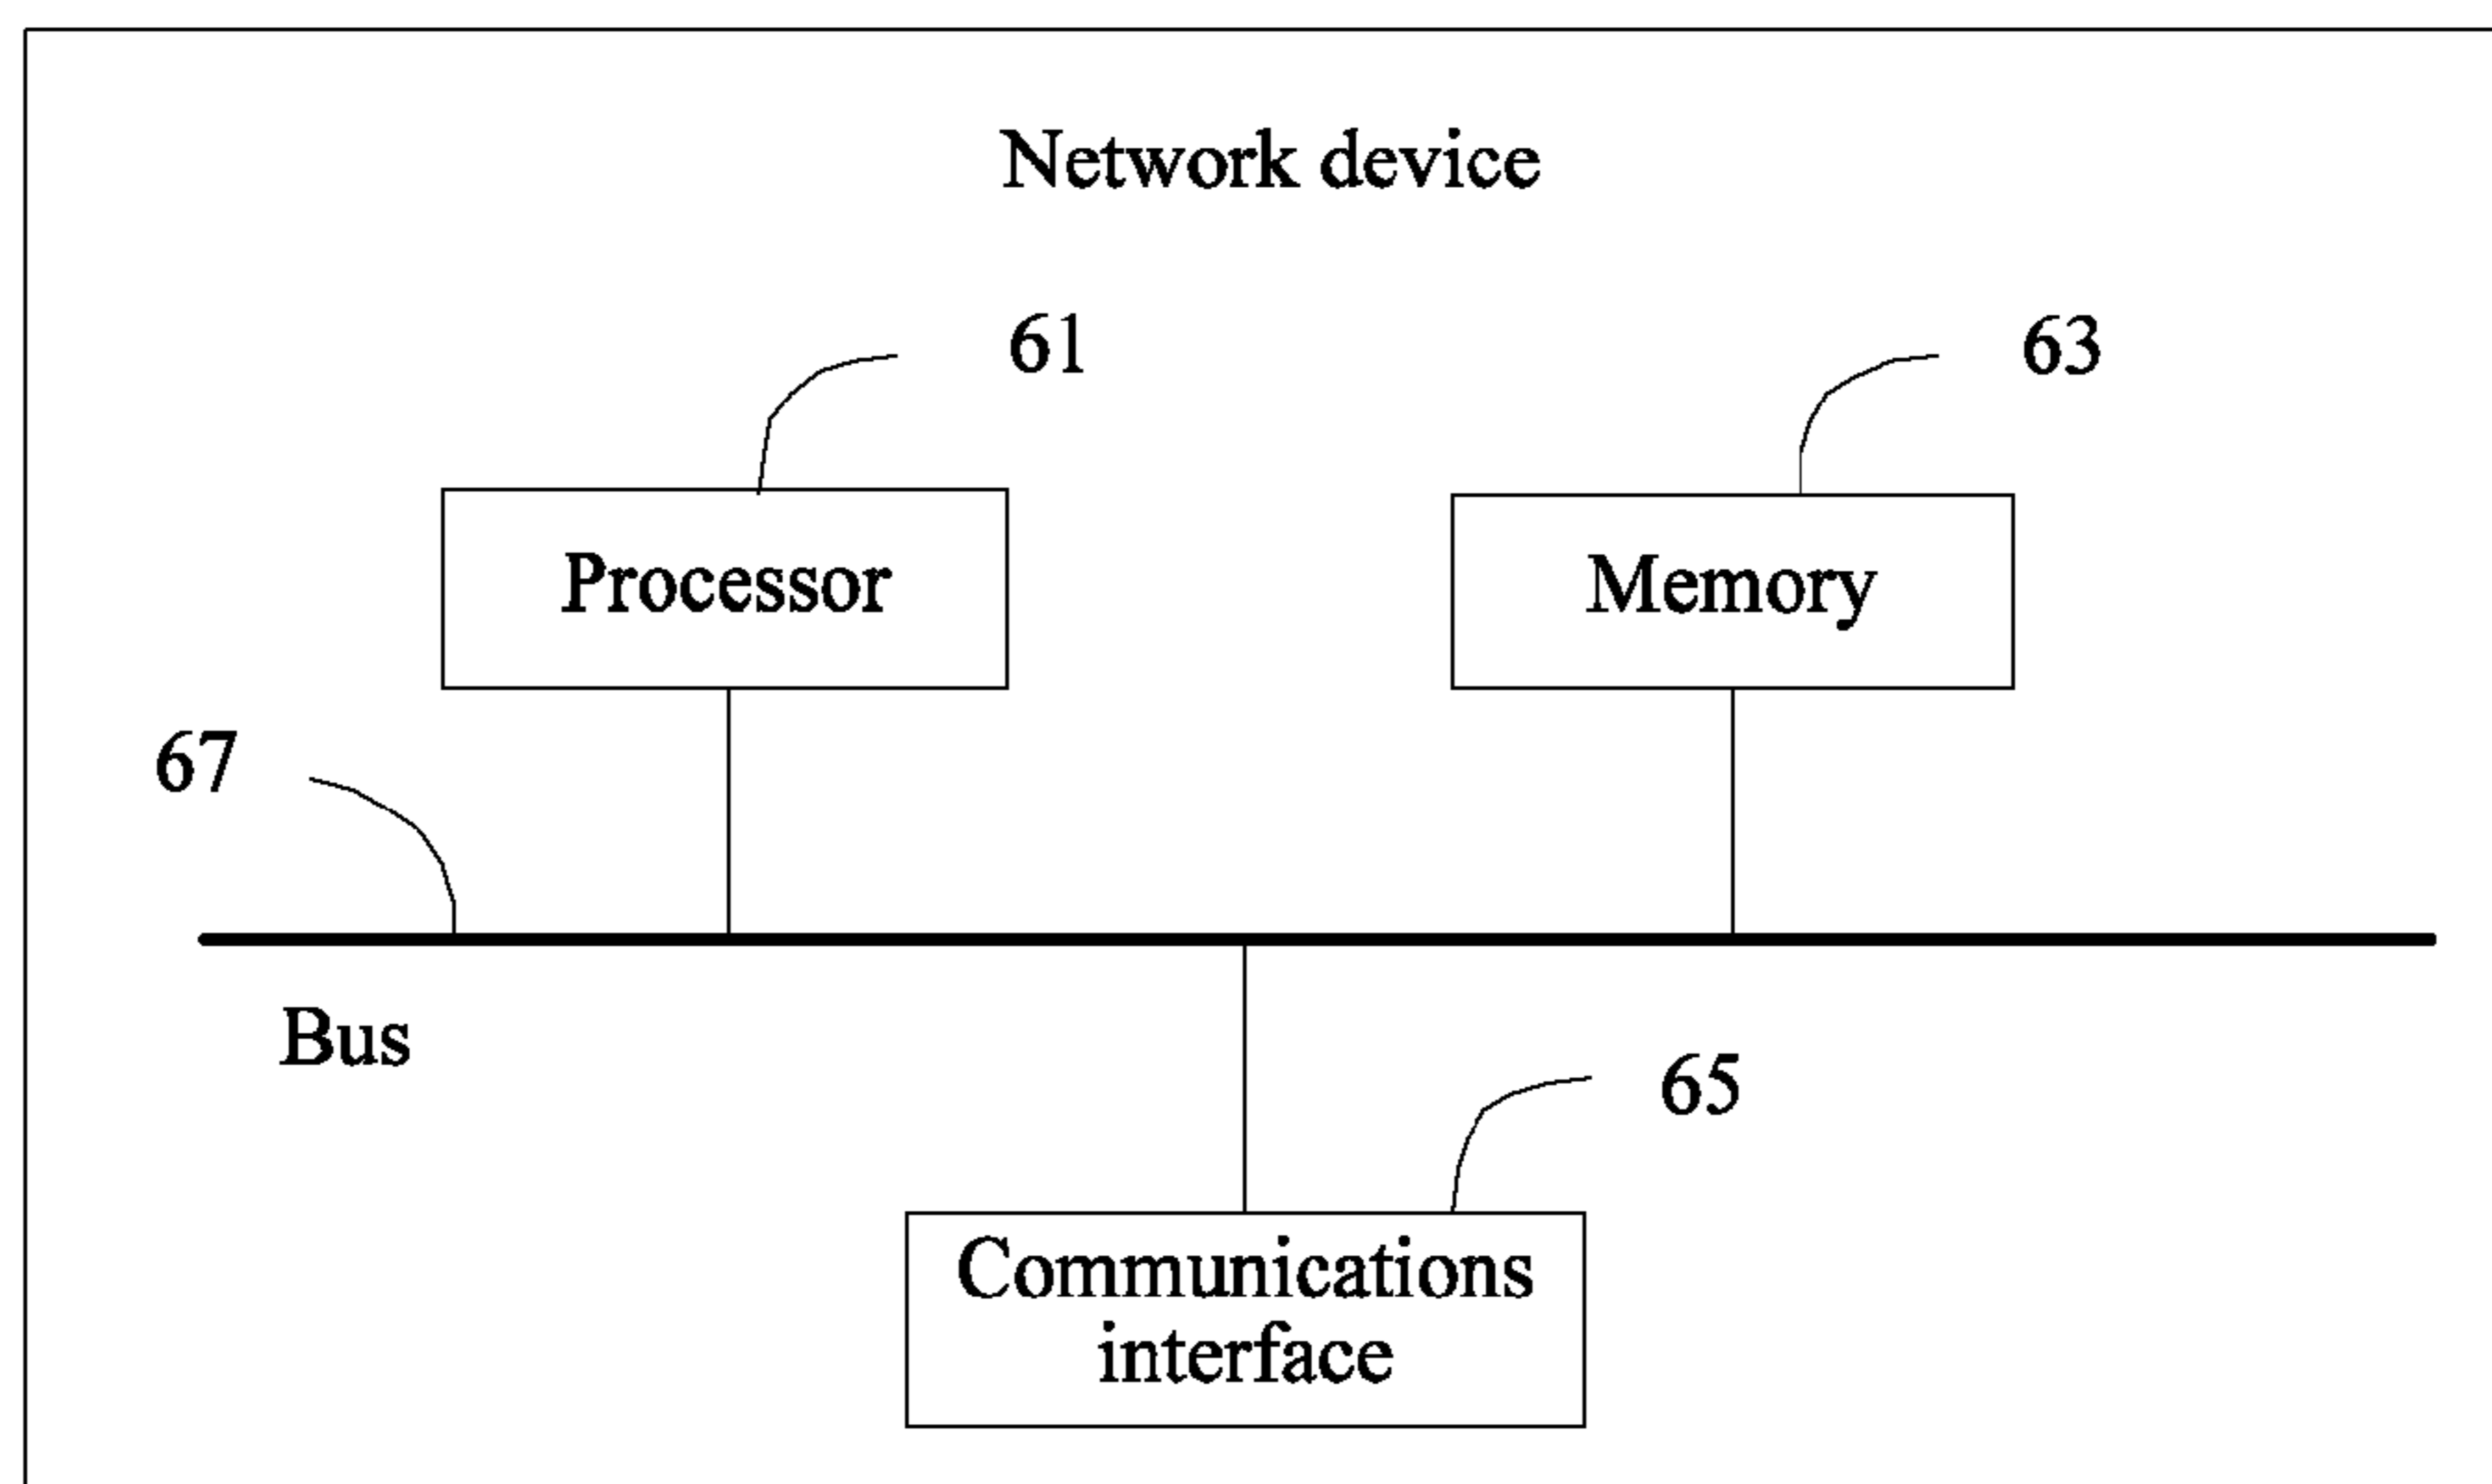 Network device
61
63
Processor
Memory
67
Bus
65
Communications
interface